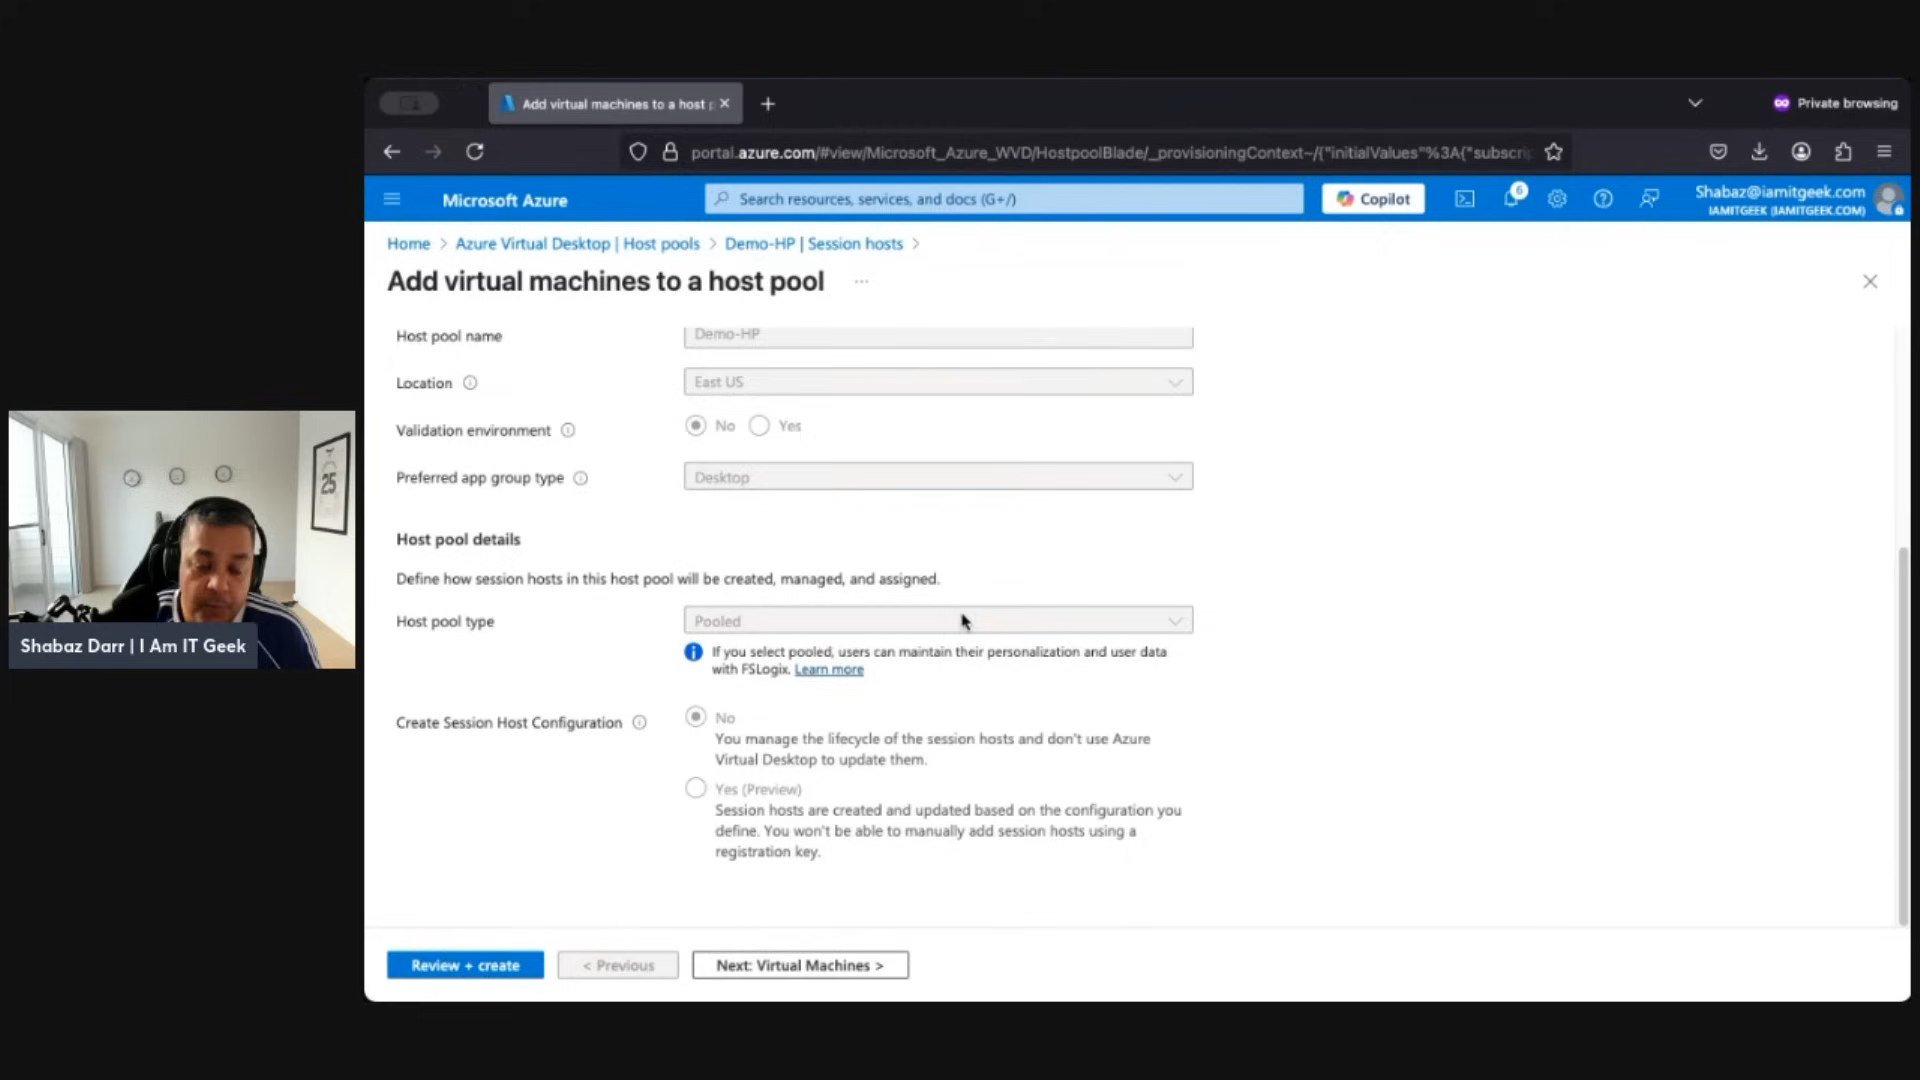 Add virtual machines to a host p
Private browsing
portal.azure.com/#view/Microsoft_Azure_WVD/HostpoolBlade/_provisioningContext~/{"initialValues"%3A{"subscri
Microsoft Azure
Search resources, services, and docs (G+/)
Copilot
6
Shabaz@iamitgeek.com
IAMITGEEK (IAMITGEEK.COM)
Home > Azure Virtual Desktop | Host pools > Demo-HP | Session hosts >
Add virtual machines to a host pool ...
Host pool name
Demo-HP
Location
East US
Validation environment
No
Yes
Preferred app group type
Desktop
Host pool details
Define how session hosts in this host pool will be created, managed, and assigned.
Host pool type
Pooled
If you select pooled, users can maintain their personalization and user data
with FSLogix. Learn more
Create Session Host Configuration
No
You manage the lifecycle of the session hosts and don't use Azure
Virtual Desktop to update them.
Yes (Preview)
Session hosts are created and updated based on the configuration you
define. You won't be able to manually add session hosts using a
registration key.
Review + create
< Previous
Next: Virtual Machines >
25
Shabaz Darr | I Am IT Geek